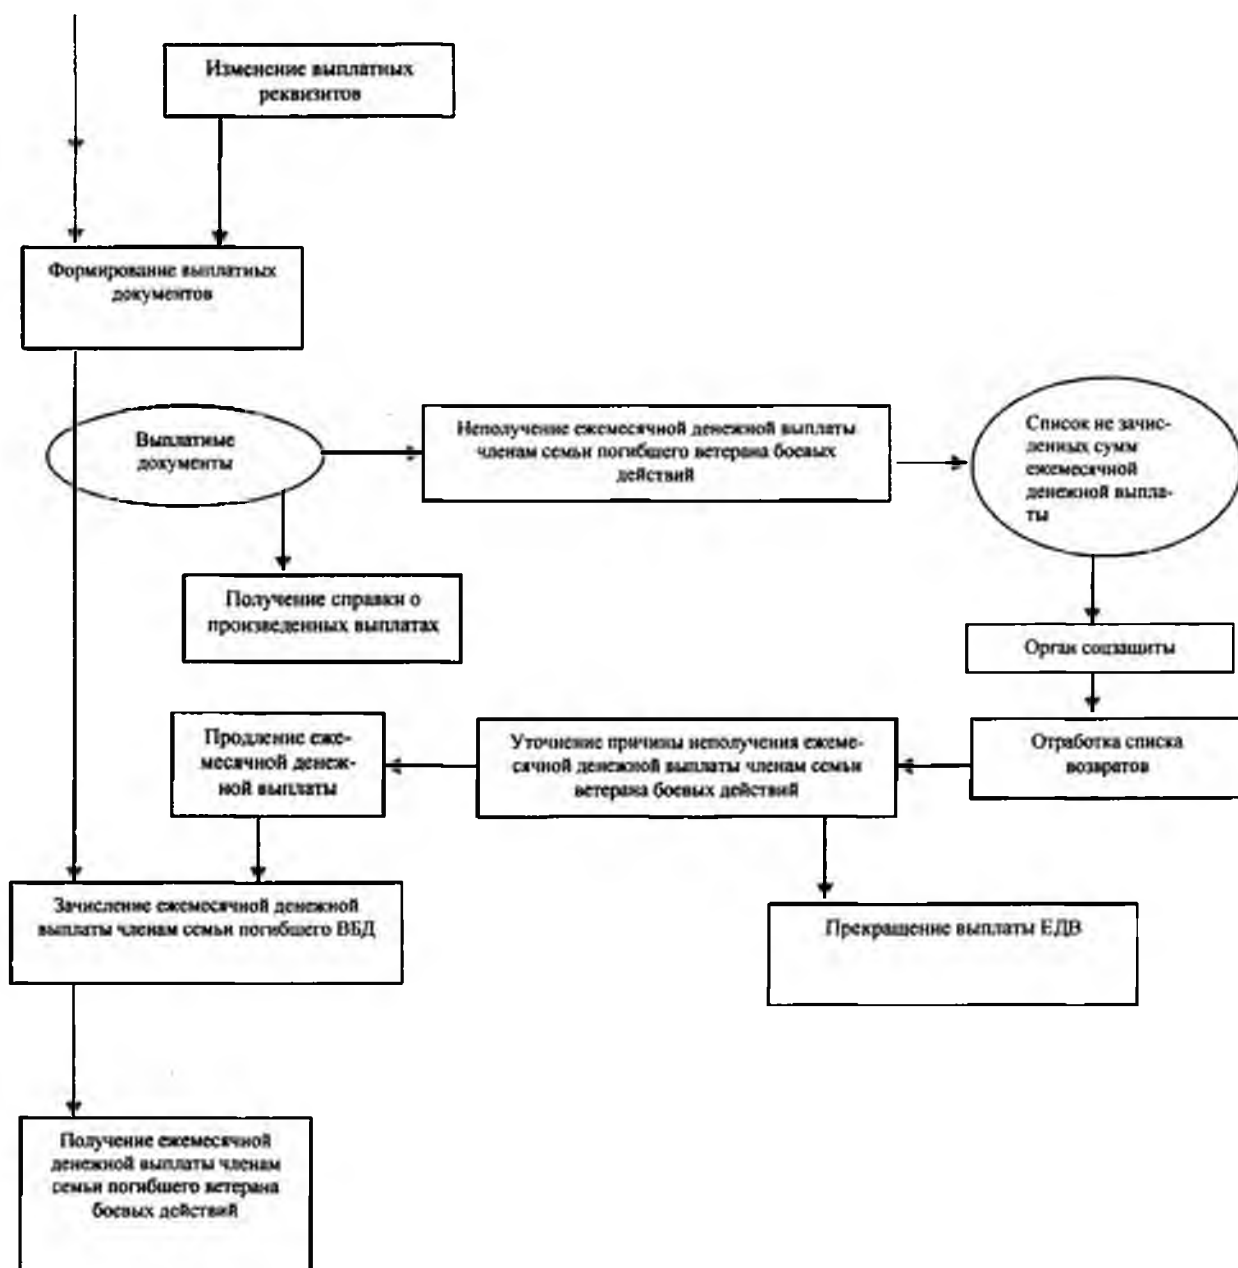 Изменение выплатных
реквизитов
Формирование выплатных
документов
Выплатные
документы
Неполучение ежемесячной денежной выплаты
членам семьи погибшего ветерана боевых
действий
Список не зачис-
ленных сумм
ежемесячной
денежной выпла-
ты
Получение справки о
произведенных выплатах
Орган соцзащиты
Продление еже-
месячной денеж-
ной выплаты
Уточнение причины неполучения ежеме-
сячной денежной выплаты членам семьи
ветерана боевых действий
Отработка списка
возвратов
Зачисление ежемесячной денежной
выплаты членам семьи погибшего ВБД
Прекращение выплаты ЕДВ
Получение ежемесячной
денежной выплаты членам
семьи погибшего ветерана
боевых действий